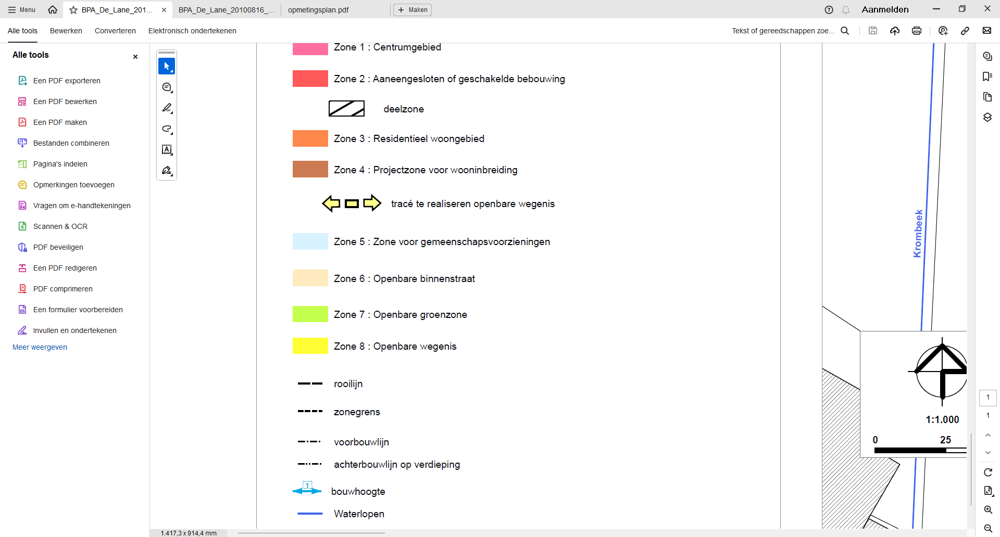 Menu
BPA_De_Lane_201...
BPA_De_Lane_20100816_...
opmetingsplan.pdf
Maken
Aanmelden
Alle tools
Bewerken
Converteren
Elektronisch ondertekenen
Tekst of gereedschappen zoe...
Alle tools
Een PDF exporteren
Een PDF bewerken
Een PDF maken
Bestanden combineren
Pagina's indelen
Opmerkingen toevoegen
Vragen om e-handtekeningen
Scannen & OCR
PDF beveiligen
Een PDF redigeren
PDF comprimeren
Een formulier voorbereiden
Invullen en ondertekenen
Meer weergeven
Zone 1 : Centrumgebied
Zone 2 : Aaneengesloten of geschakelde bebouwing
deelzone
Zone 3 : Residentieel woongebied
Zone 4 : Projectzone voor wooninbreiding
tracé te realiseren openbare wegenis
Zone 5 : Zone voor gemeenschapsvoorzieningen
Zone 6 : Openbare binnenstraat
Zone 7 : Openbare groenzone
Zone 8 : Openbare wegenis
rooilijn
zonegrens
voorbouwlijn
achterbouwlijn op verdieping
1
bouwhoogte
Waterlopen
Krombeek
1:1.000
0 25
1
1
1.417,3 x 914,4 mm